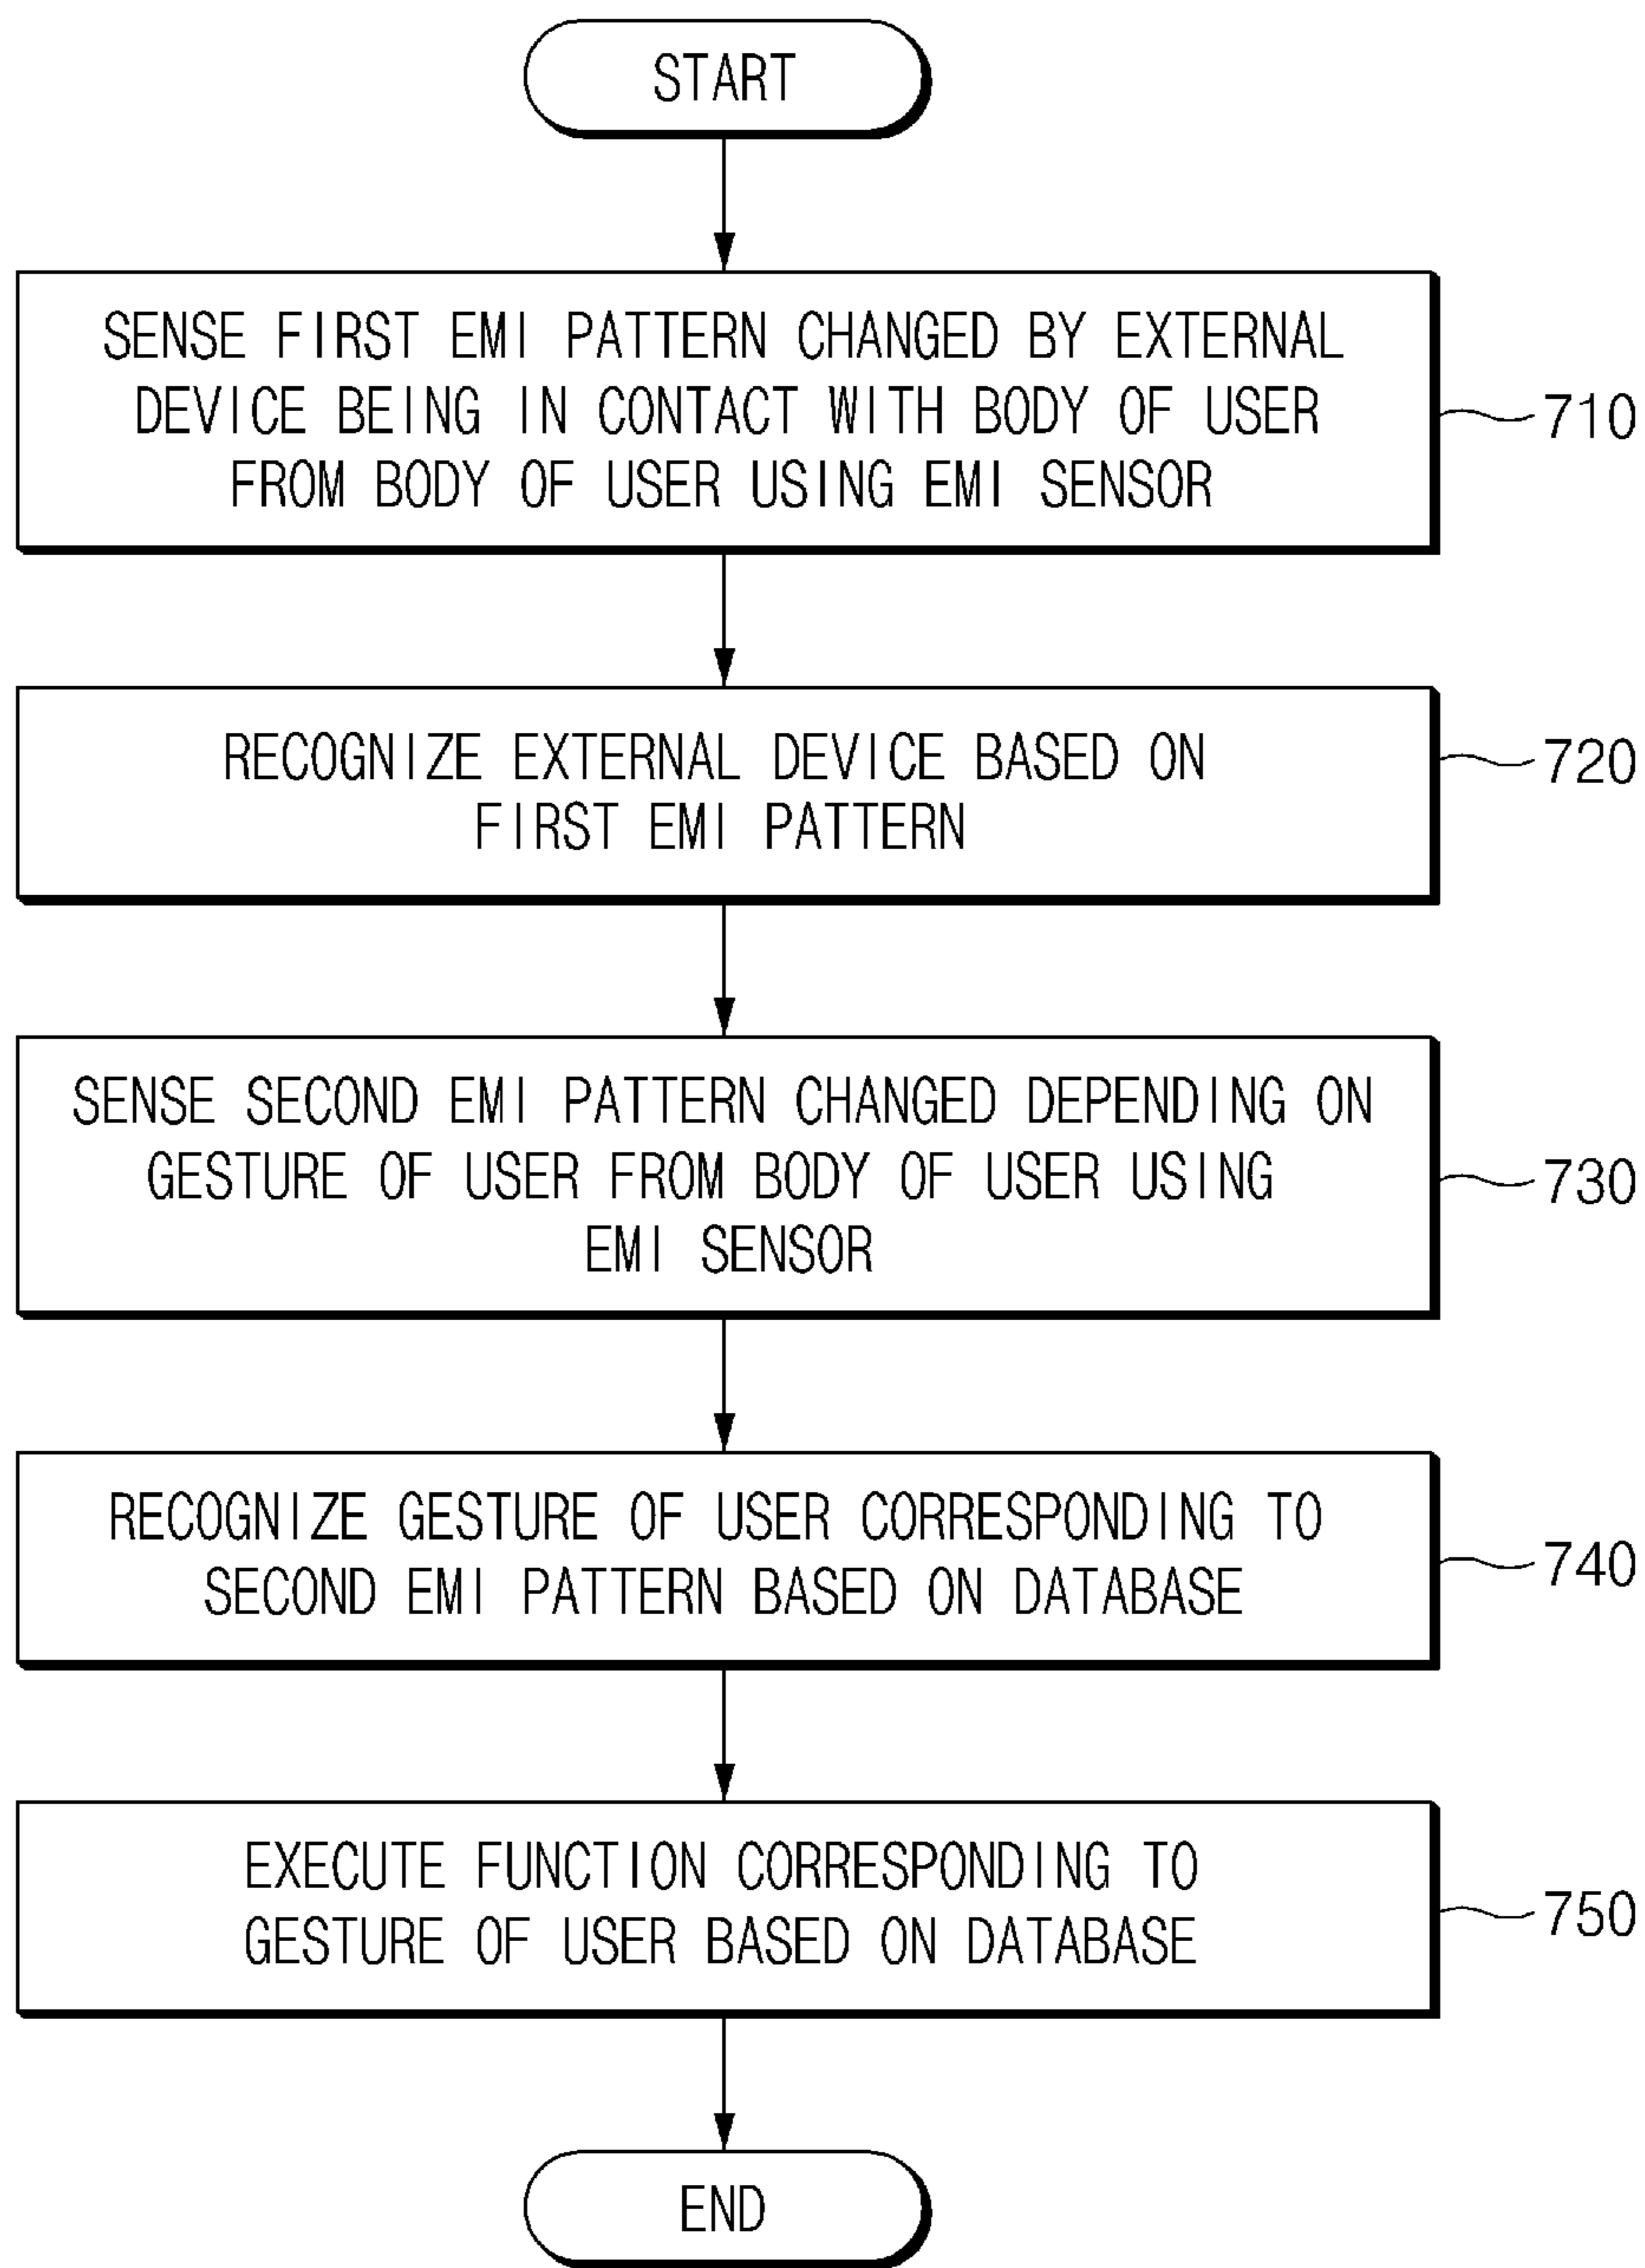 START
SENSE FIRST EMI PATTERN CHANGED BY EXTERNAL
DEVICE BEING IN CONTACT WITH BODY OF USER
FROM BODY OF USER USING EMI SENSOR
710
RECOGNIZE EXTERNAL DEVICE BASED ON
FIRST EMI PATTERN
720
SENSE SECOND EMI PATTERN CHANGED DEPENDING ON
GESTURE OF USER FROM BODY OF USER USING
EMI SENSOR
730
RECOGNIZE GESTURE OF USER CORRESPONDING TO
SECOND EMI PATTERN BASED ON DATABASE
740
EXECUTE FUNCTION CORRESPONDING TO
GESTURE OF USER BASED ON DATABASE
750
END